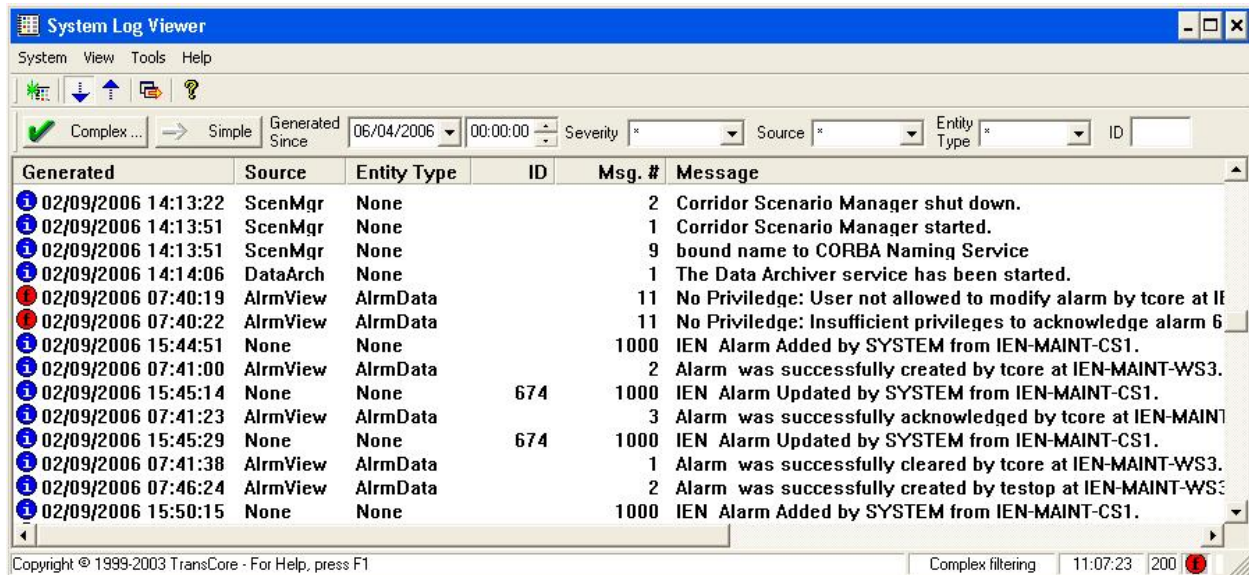 System Log Viewer
System View Tools Help
Complex ... Simple Generated Since 06/04/2006 00:00:00 Severity * Source * Entity Type * ID
Generated Source Entity Type ID Msg. # Message
02/09/2006 14:13:22 ScenMgr None 2 Corridor Scenario Manager shut down.
02/09/2006 14:13:51 ScenMgr None 1 Corridor Scenario Manager started.
02/09/2006 14:13:51 ScenMgr None 9 bound name to CORBA Naming Service
02/09/2006 14:14:06 DataArch None 1 The Data Archiver service has been started.
02/09/2006 07:40:19 AlrmView AlrmData 11 No Priviledge: User not allowed to modify alarm by tcore at IE
02/09/2006 07:40:22 AlrmView AlrmData 11 No Priviledge: Insufficient privileges to acknowledge alarm 6
02/09/2006 15:44:51 None None 1000 IEN Alarm Added by SYSTEM from IEN-MAINT-CS1.
02/09/2006 07:41:00 AlrmView AlrmData 2 Alarm was successfully created by tcore at IEN-MAINT-WS3.
02/09/2006 15:45:14 None None 674 1000 IEN Alarm Updated by SYSTEM from IEN-MAINT-CS1.
02/09/2006 07:41:23 AlrmView AlrmData 3 Alarm was successfully acknowledged by tcore at IEN-MAINT
02/09/2006 15:45:29 None None 674 1000 IEN Alarm Updated by SYSTEM from IEN-MAINT-CS1.
02/09/2006 07:41:38 AlrmView AlrmData 1 Alarm was successfully cleared by tcore at IEN-MAINT-WS3.
02/09/2006 07:46:24 AlrmView AlrmData 2 Alarm was successfully created by testop at IEN-MAINT-WS3
02/09/2006 15:50:15 None None 1000 IEN Alarm Added by SYSTEM from IEN-MAINT-CS1.
Copyright © 1999-2003 TransCore - For Help, press F1 Complex filtering 11:07:23 200